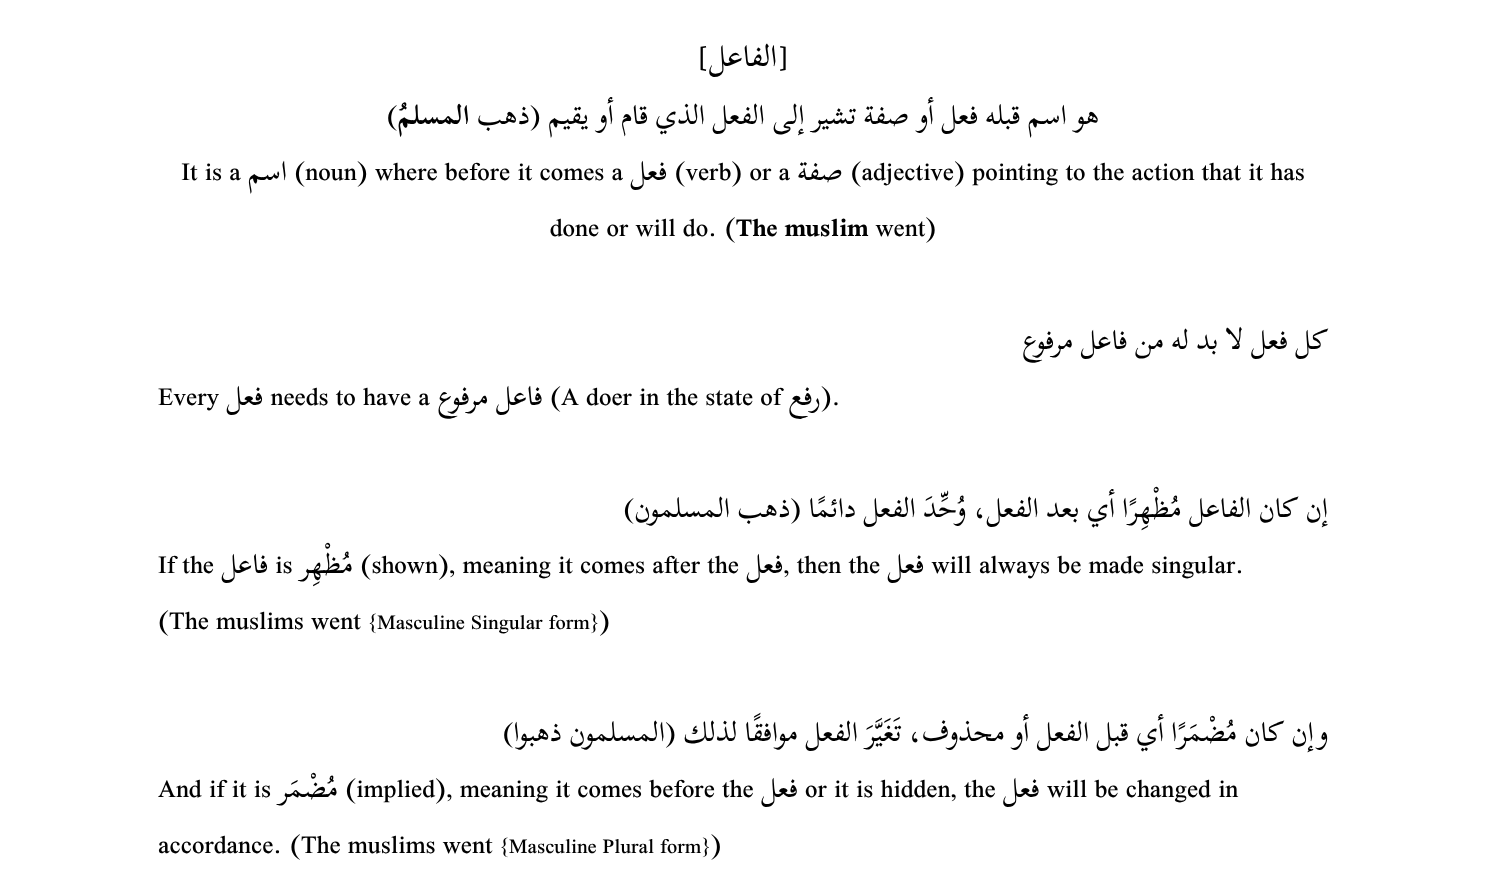 [الفاعل]
هو اسم قبله فعل أو صفة تشير إلى الفعل الذي قام أو يقيم (ذهب المسلمُ)
It is a اسم (noun) where before it comes a فعل (verb) or a صفة (adjective) pointing to the action that it has
done or will do. (The muslim went)
كل فعل لا بد له من فاعل مرفوع
Every فعل needs to have a فاعل مرفوع (A doer in the state of رفع).
إن كان الفاعل مُظْهِرًا أي بعد الفعل، وُحِّدَ الفعل دائمًا (ذهب المسلمون)
If the فاعل is مُظْهِر (shown), meaning it comes after the فعل, then the فعل will always be made singular.
(The muslims went {Masculine Singular form})
وإن كان مُضْمَرًا أي قبل الفعل أو محذوف، تَغَيَّرَ الفعل موافقًا لذلك (المسلمون ذهبوا)
And if it is مُضْمَر (implied), meaning it comes before the فعل or it is hidden, the فعل will be changed in
accordance. (The muslims went {Masculine Plural form})